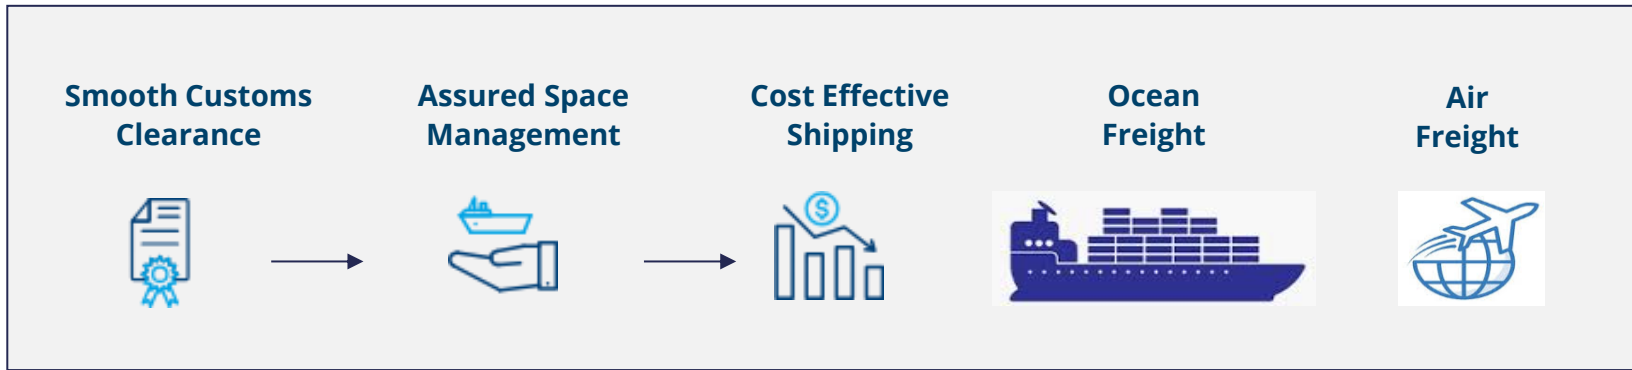 Smooth Customs
Clearance
Assured Space
Management
Cost Effective
Shipping
Ocean
Freight
Air
Freight
$